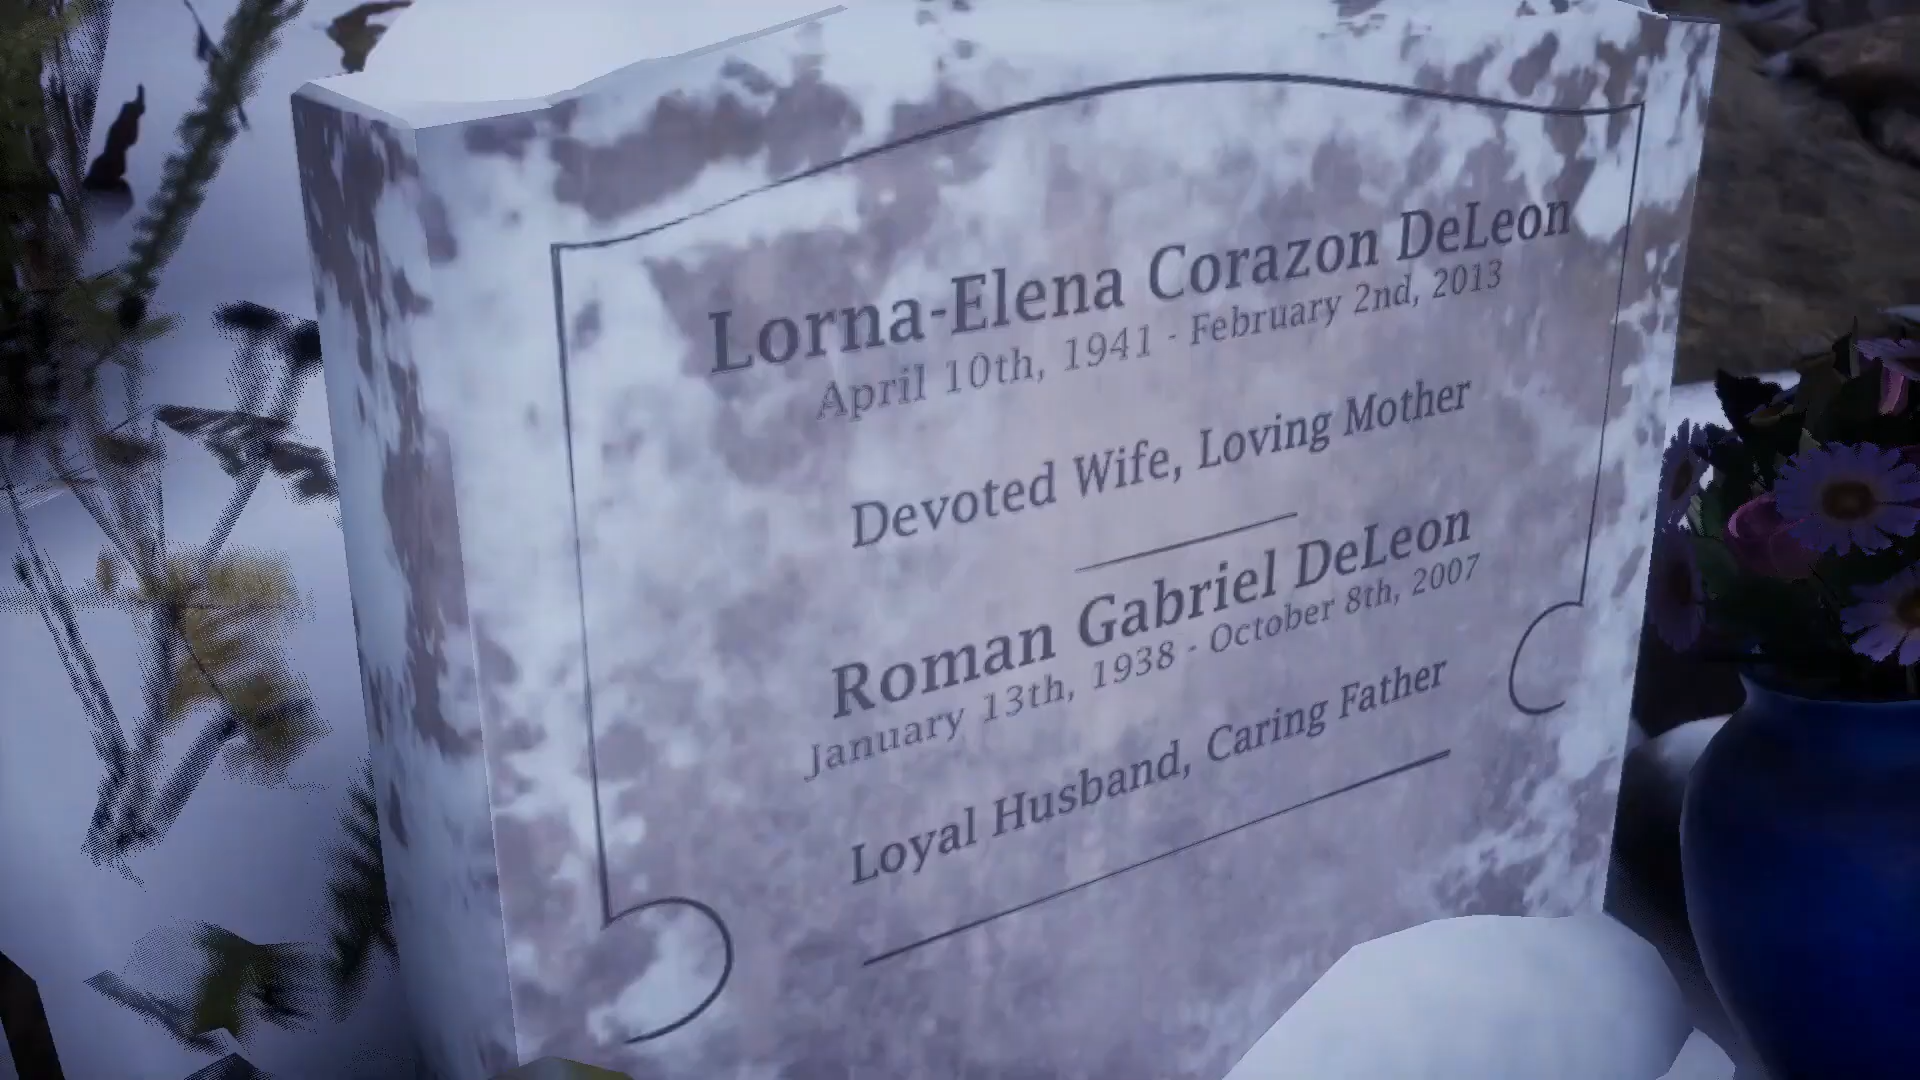 Lorna-Elena Corazon DeLeon
April 10th, 1941 - February 2nd, 2013
Devoted Wife, Loving Mother
Roman Gabriel DeLeon
January 13th, 1938 - October 8th, 2007
Loyal Husband, Caring Father